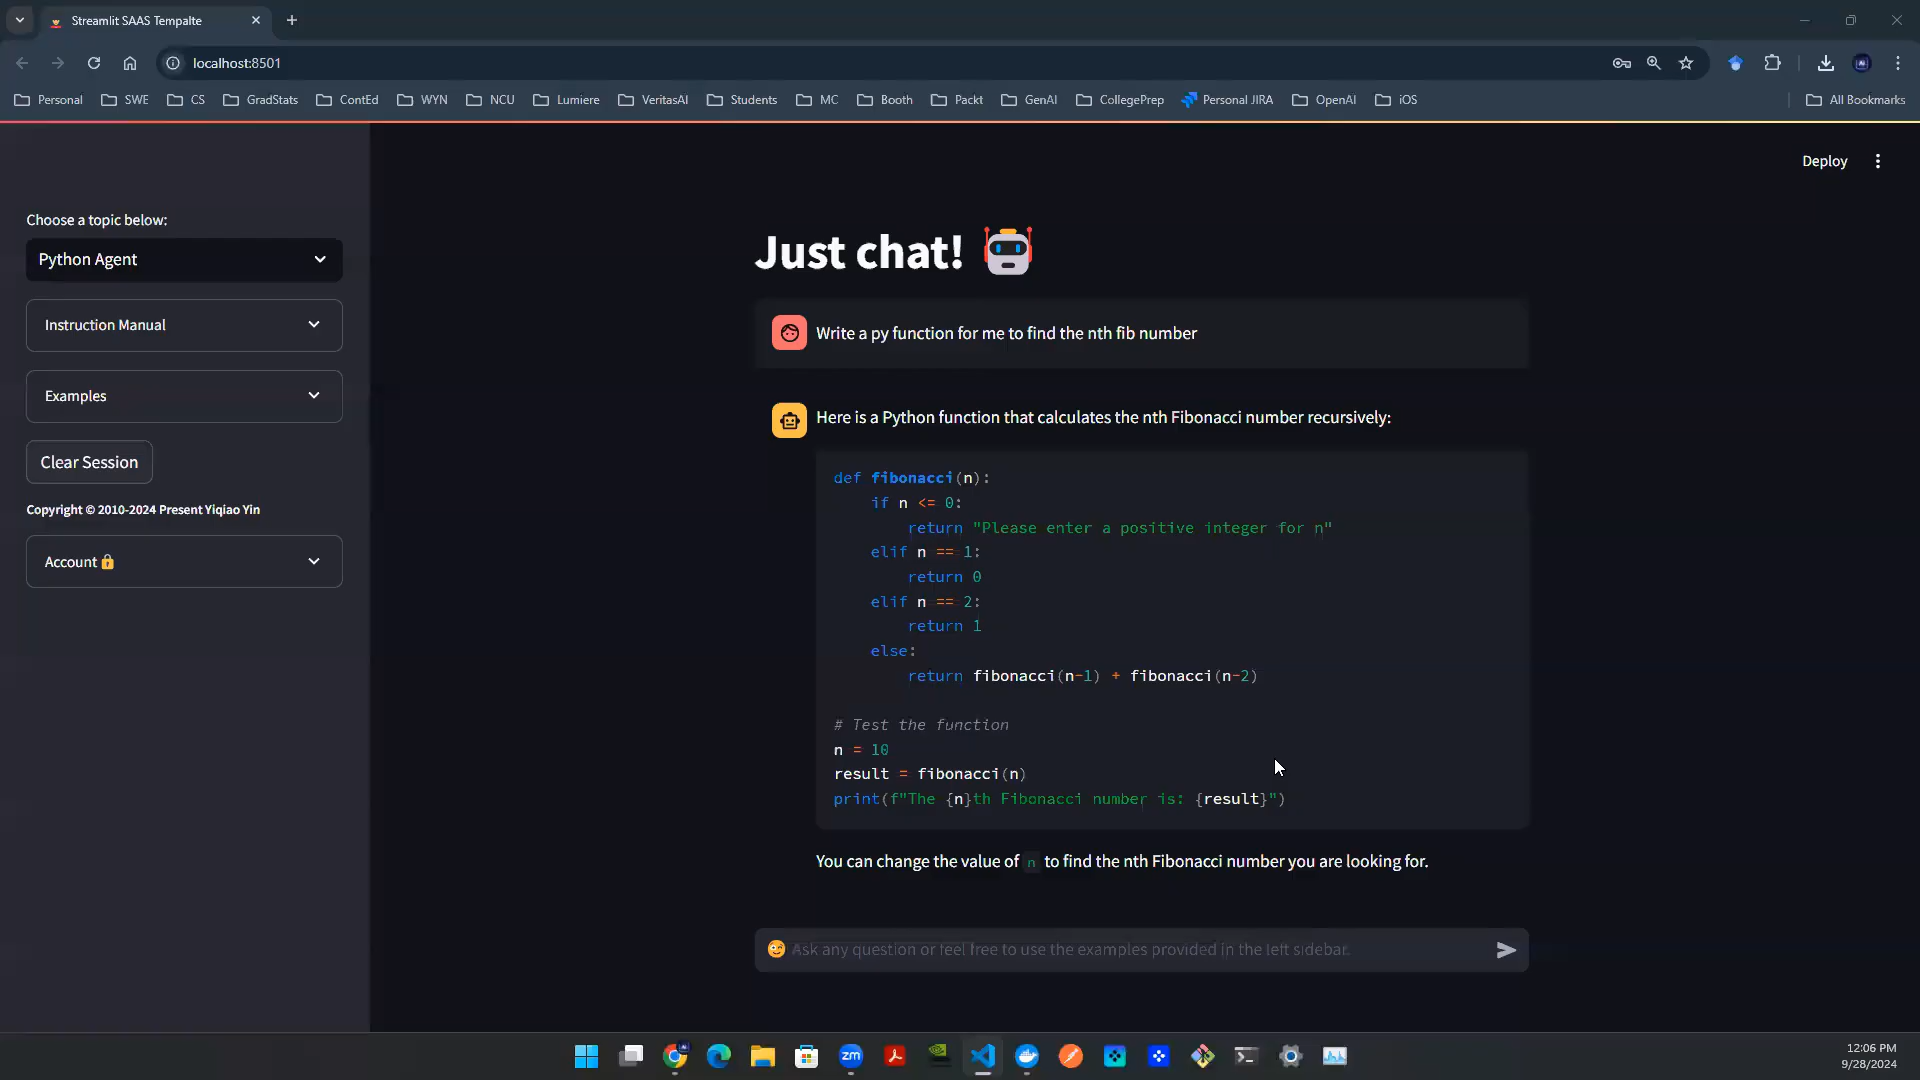 Streamlit SAAS Tempalte
localhost:8501
Personal SWE CS GradStats ContEd WYN NCU Lumiere VeritasAI Students MC Booth Packt GenAI CollegePrep Personal JIRA OpenAI iOS All Bookmarks
Deploy
Choose a topic below:
Python Agent
Instruction Manual
Examples
Clear Session
Copyright © 2010-2024 Present Yiqiao Yin
Account
Just chat!
Write a py function for me to find the nth fib number
Here is a Python function that calculates the nth Fibonacci number recursively:
def fibonacci(n):
    if n <= 0:
        return "Please enter a positive integer for n"
    elif n == 1:
        return 0
    elif n == 2:
        return 1
    else:
        return fibonacci(n-1) + fibonacci(n-2)
# Test the function
n = 10
result = fibonacci(n)
print(f"The {n}th Fibonacci number is: {result}")
You can change the value of n to find the nth Fibonacci number you are looking for.
Ask any question or feel free to use the examples provided in the left sidebar.
zm
12:06 PM
9/28/2024